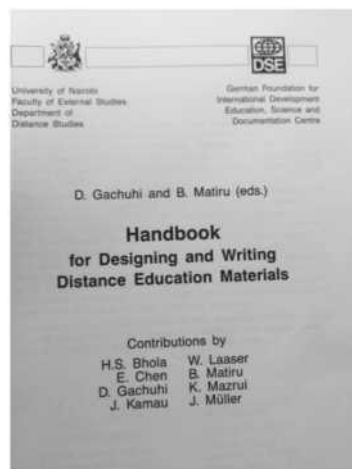 DSE
University of Nairobi
Faculty of External Studies
Department of
Distance Studies
German Foundation for
International Development
Education, Science and
Documentation Centre
D. Gachuhi and B. Matiru (eds.)
Handbook
for Designing and Writing
Distance Education Materials
Contributions by
H.S. Bhola
E. Chen
D. Gachuhi
J. Kamau
W. Laaser
B. Matiru
K. Mazrui
J. Müller